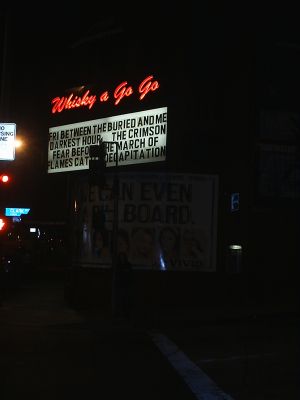 Whisky a Go Go
FRI BETWEEN THE BURIED AND ME
DARKEST HOUR THE CRIMSON
FEAR BEFORE THE MARCH OF
FLAMES CATTLE DECAPITATION
CAN EVEN
BOARD.
VIVID